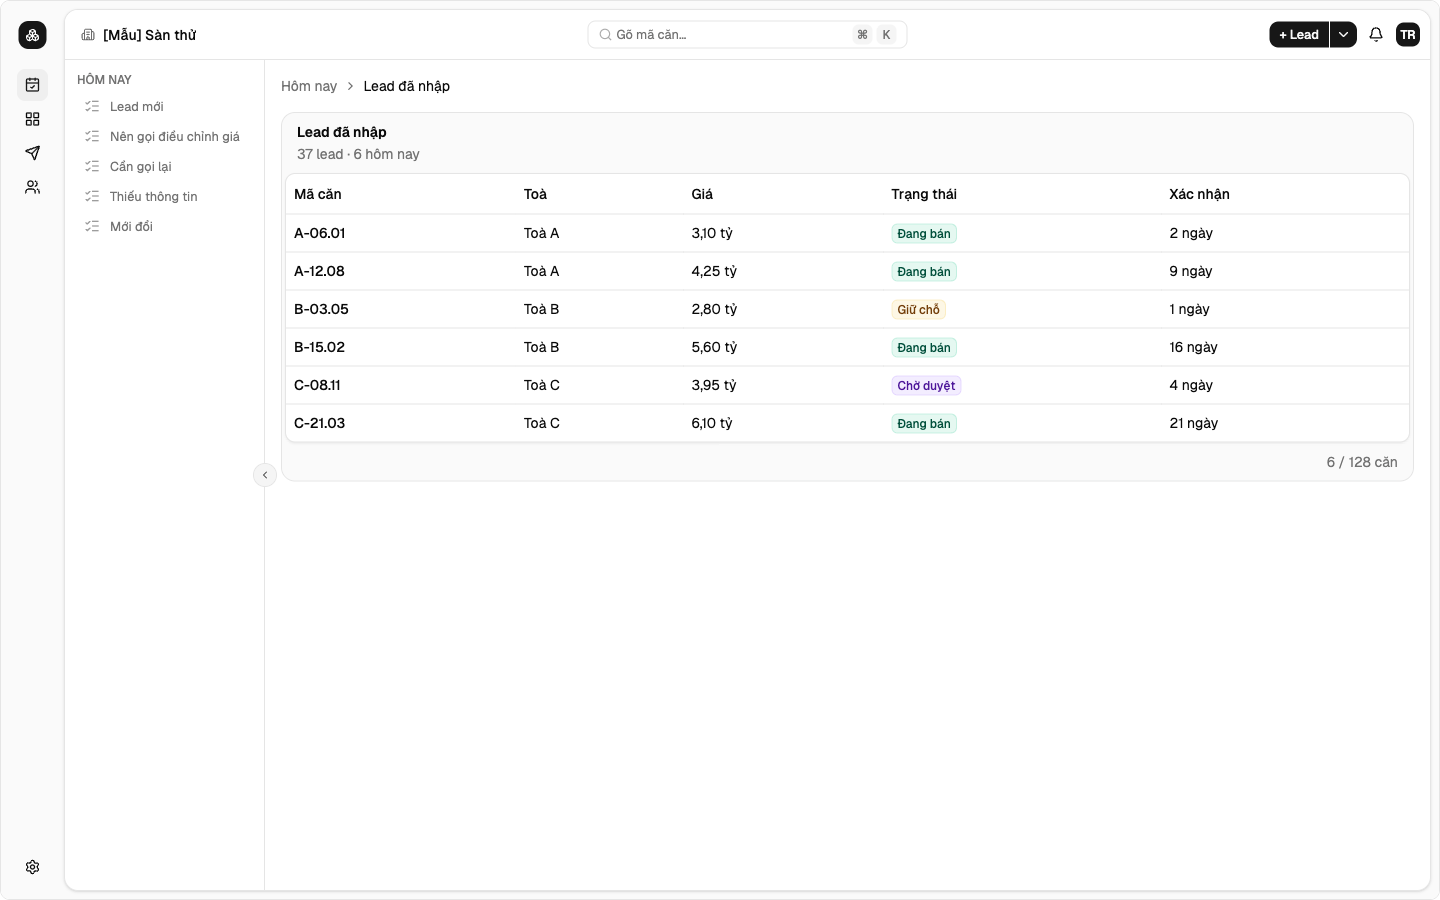 [Mẫu] Sàn thử
Gõ mã căn...
⌘ K
+ Lead
TR
HÔM NAY
Lead mới
Nên gọi điều chỉnh giá
Cần gọi lại
Thiếu thông tin
Mới đổi
Hôm nay > Lead đã nhập
Lead đã nhập
37 lead · 6 hôm nay
Mã căn Toà Giá Trạng thái Xác nhận
A-06.01 Toà A 3,10 tỷ Đang bán 2 ngày
A-12.08 Toà A 4,25 tỷ Đang bán 9 ngày
B-03.05 Toà B 2,80 tỷ Giữ chỗ 1 ngày
B-15.02 Toà B 5,60 tỷ Đang bán 16 ngày
C-08.11 Toà C 3,95 tỷ Chờ duyệt 4 ngày
C-21.03 Toà C 6,10 tỷ Đang bán 21 ngày
6 / 128 căn